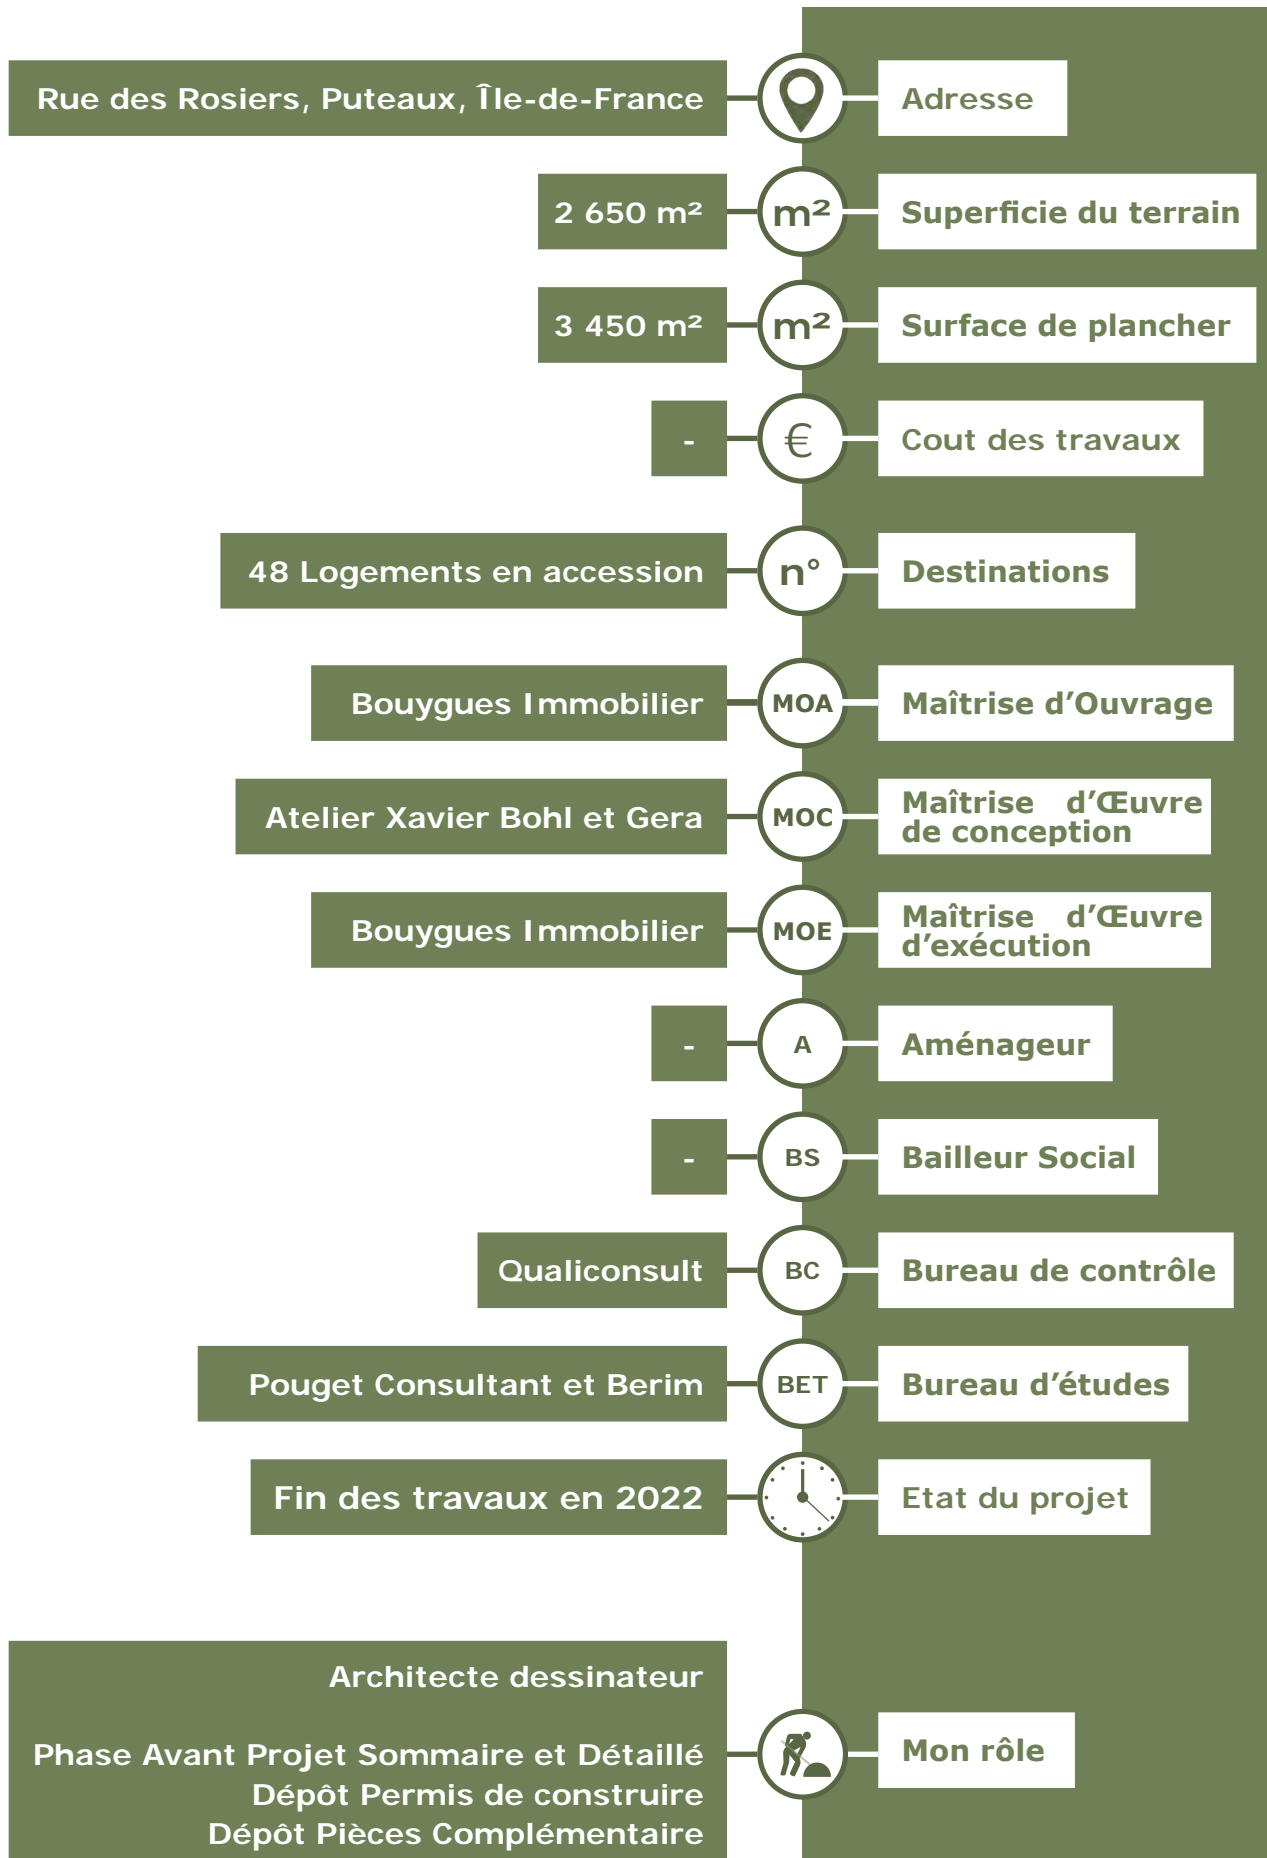 Rue des Rosiers, Puteaux, Île-de-France
Adresse
2 650 m²
m²
Superficie du terrain
3 450 m²
m²
Surface de plancher
-
€
Cout des travaux
48 Logements en accession
n°
Destinations
Bouygues Immobilier
MOA
Maîtrise d’Ouvrage
Atelier Xavier Bohl et Gera
MOC
Maîtrise d’Œuvre
de conception
Bouygues Immobilier
MOE
Maîtrise d’Œuvre
d’exécution
-
A
Aménageur
-
BS
Bailleur Social
Qualiconsult
BC
Bureau de contrôle
Pouget Consultant et Berim
BET
Bureau d’études
Fin des travaux en 2022
Etat du projet
Architecte dessinateur
Phase Avant Projet Sommaire et Détaillé
Dépôt Permis de construire
Dépôt Pièces Complémentaire
Mon rôle